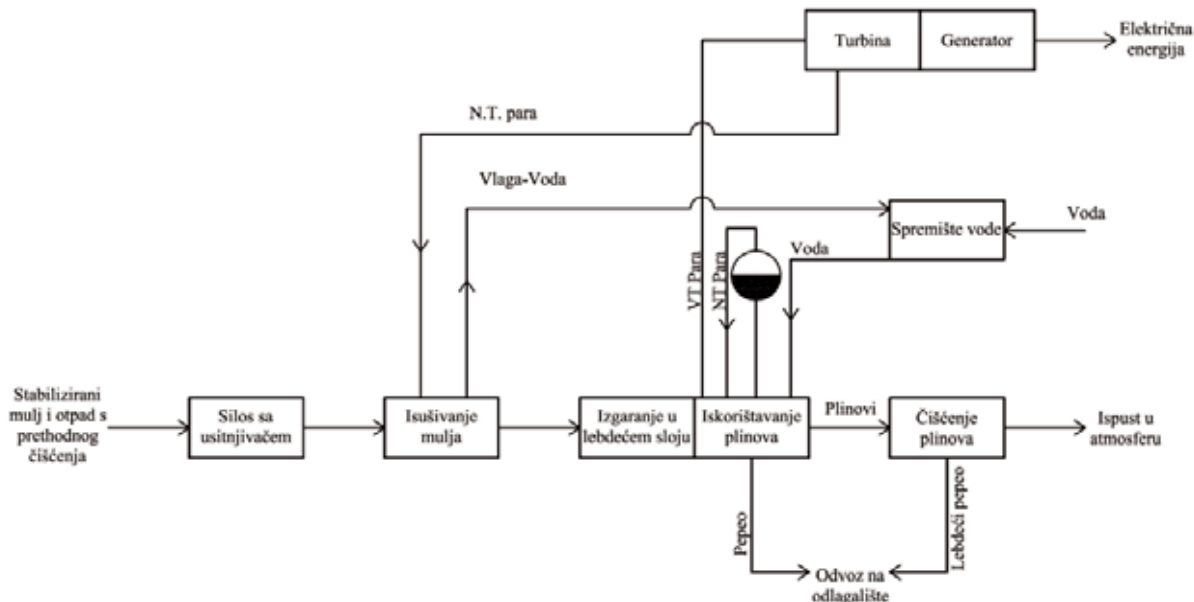 Turbina
Generator
Električna
energija
N.T. para
Vlaga-Voda
Spremište vode
Voda
Voda
VT Para
NT Para
Stabilizirani
mulj i otpad s
prethodnog
čišćenja
Silos sa
usitnjivačem
Isušivanje
mulja
Izgaranje u
lebdećem sloju
Iskorištavanje
plinova
Plinovi
Čišćenje
plinova
Ispust u
atmosferu
Pepeo
Lebdeći pepeo
Odvoz na
odlagalište